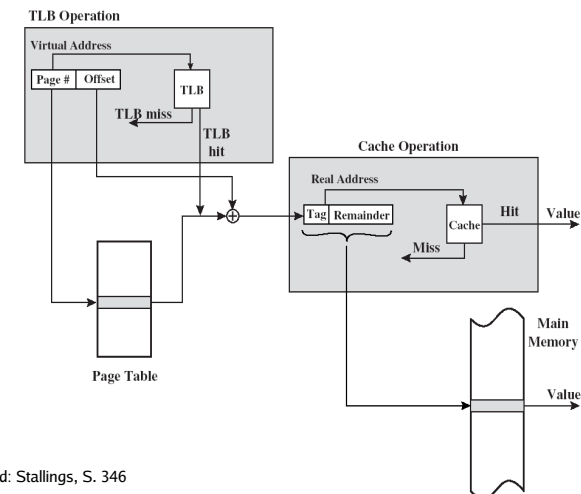 TLB Operation
Virtual Address
Page # Offset
TLB
TLB miss
TLB
hit
Cache Operation
Real Address
Tag Remainder
Cache
Hit
Value
Miss
Page Table
Main
Memory
Value
d: Stallings, S. 346